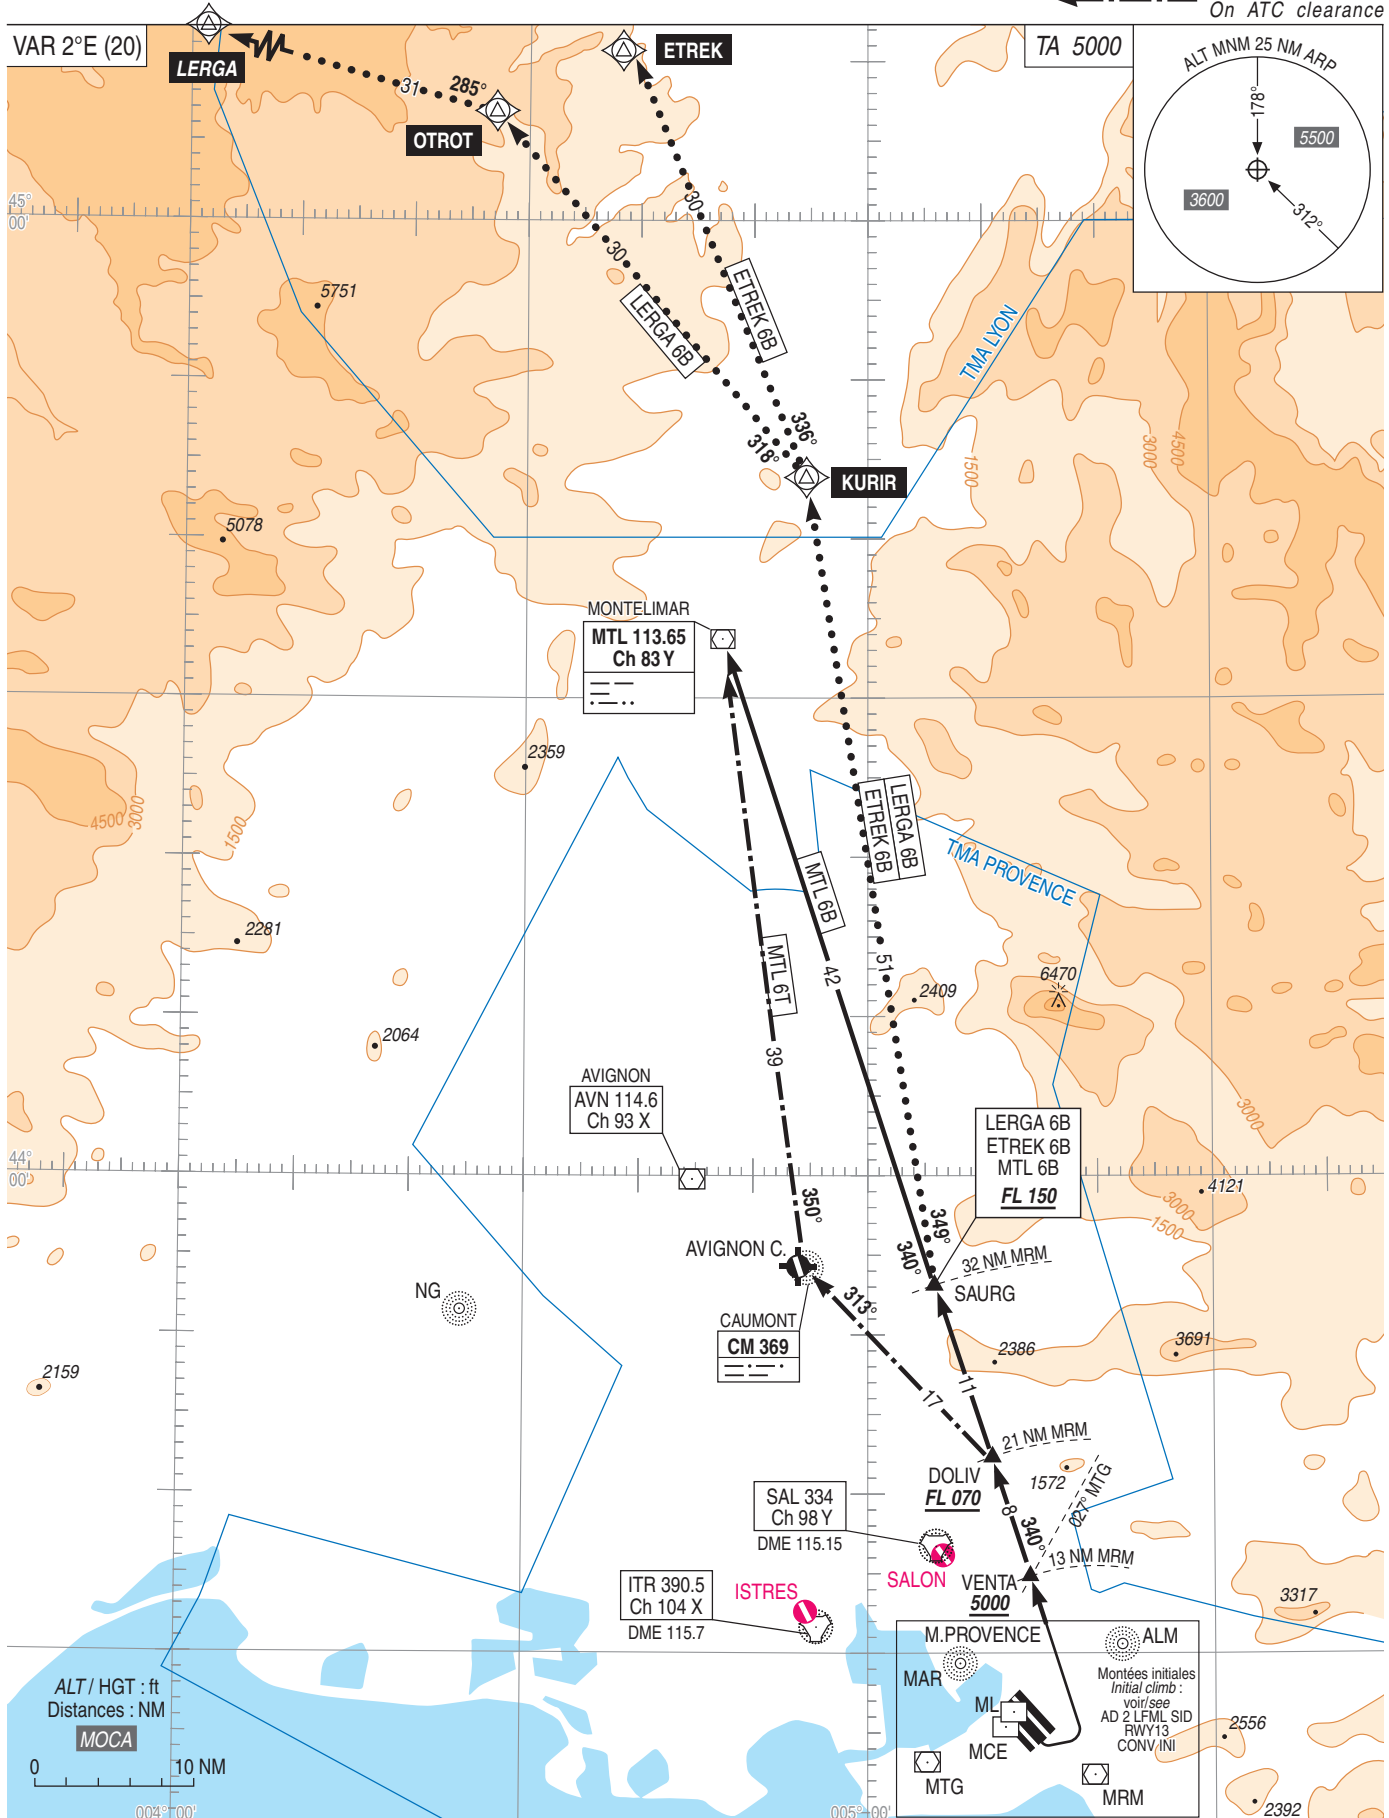 On ATC clearance
VAR 2°E (20)
LERGA
ETREK
TA 5000
ALT MNM 25 NM ARP
178°
5500
3600
312°
31
285°
OTROT
45°
00'
30
30
5751
ETREK 6B
LERGA 6B
TMA LYON
336°
318°
KURIR
3000
4500
1500
5078
MONTELIMAR
MTL 113.65
Ch 83 Y
2359
4500
3000
1500
LERGA 6B
ETREK 6B
TMA PROVENCE
MTL 6B
2281
MTL 6T
42
51
6470
2409
2064
39
AVIGNON
AVN 114.6
Ch 93 X
3000
LERGA 6B
ETREK 6B
MTL 6B
FL 150
44°
00'
350°
349°
340°
4121
3000
1500
AVIGNON C.
32 NM MRM
SAURG
NG
313°
CAUMONT
CM 369
2386
3691
2159
17
11
21 NM MRM
DOLIV
FL 070
1572
027° MTG
SAL 334
Ch 98 Y
DME 115.15
8
340°
13 NM MRM
SALON
VENTA
5000
ITR 390.5
Ch 104 X
DME 115.7
ISTRES
3317
M.PROVENCE
ALM
MAR
Montées initiales
Initial climb :
voir/see
AD 2 LFML SID
RWY13
CONV INI
ML
MCE
MTG
MRM
ALT / HGT : ft
Distances : NM
MOCA
0
10 NM
2556
2392
004° 00'
005° 00'